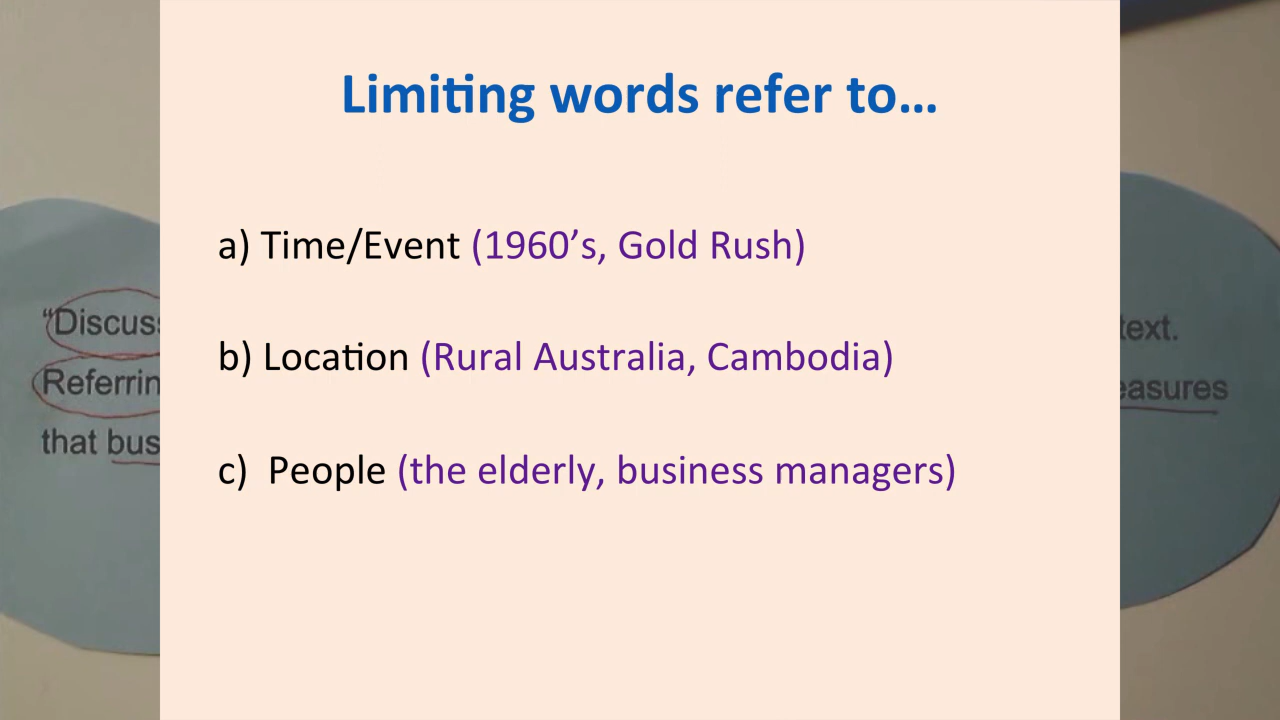 Limiting words refer to…
a) Time/Event (1960’s, Gold Rush)
b) Location (Rural Australia, Cambodia)
c) People (the elderly, business managers)
“Discuss text.
Referrin easures
that bus